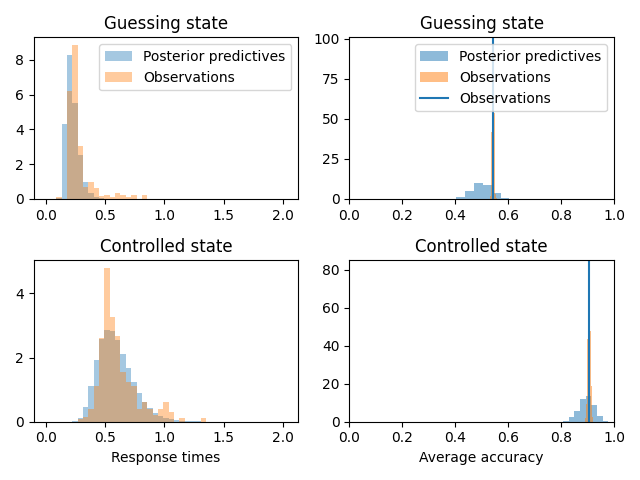 Guessing state
Posterior predictives
Observations
8
6
4
2
0
0.0 0.5 1.0 1.5 2.0
Guessing state
Posterior predictives
Observations
Observations
100
75
50
25
0
0.0 0.2 0.4 0.6 0.8 1.0
Controlled state
4
2
0
0.0 0.5 1.0 1.5 2.0
Response times
Controlled state
80
60
40
20
0
0.0 0.2 0.4 0.6 0.8 1.0
Average accuracy